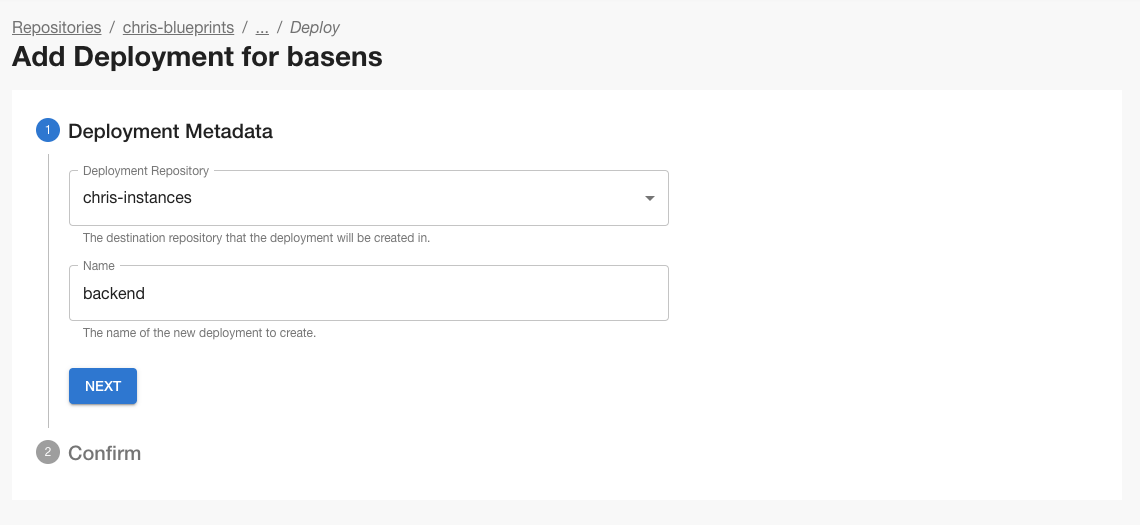 Repositories / chris-blueprints / ... / Deploy
Add Deployment for basens
1 Deployment Metadata
Deployment Repository
chris-instances
The destination repository that the deployment will be created in.
Name
backend
The name of the new deployment to create.
NEXT
2 Confirm